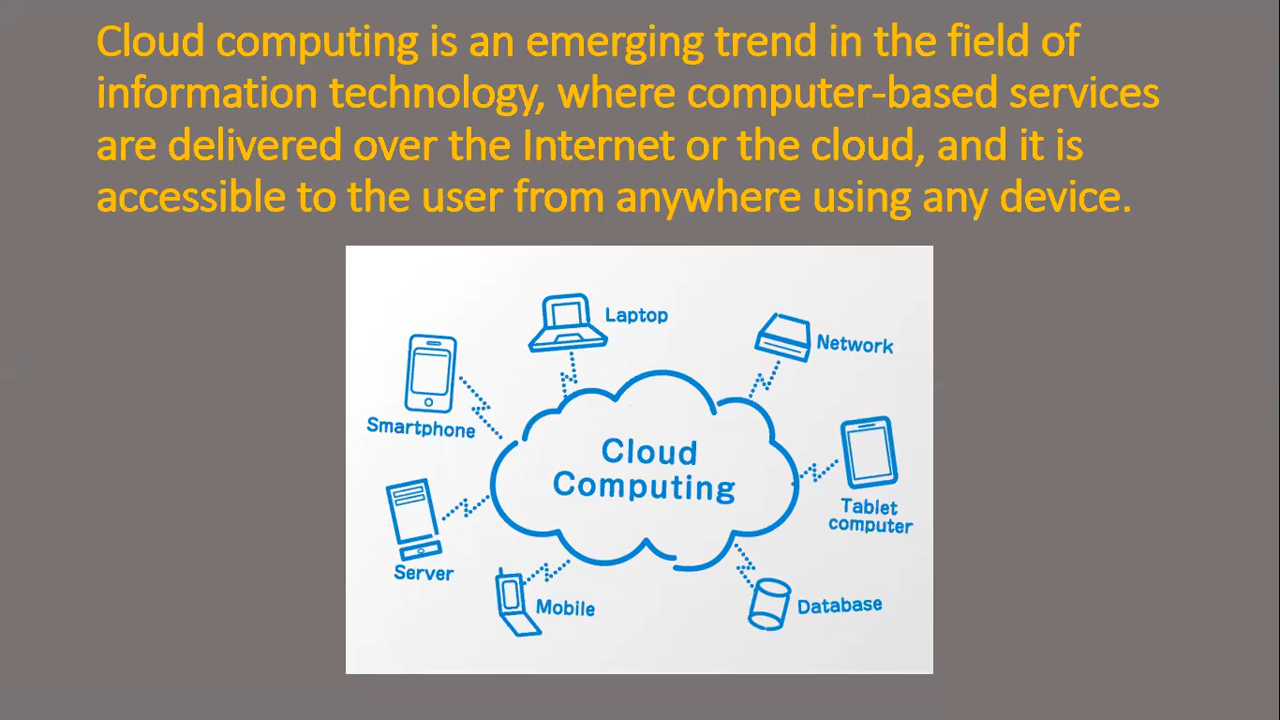 Cloud computing is an emerging trend in the field of
information technology, where computer-based services
are delivered over the Internet or the cloud, and it is
accessible to the user from anywhere using any device.
Laptop
Network
Smartphone
Cloud
Computing
Tablet
computer
Server
Mobile
Database